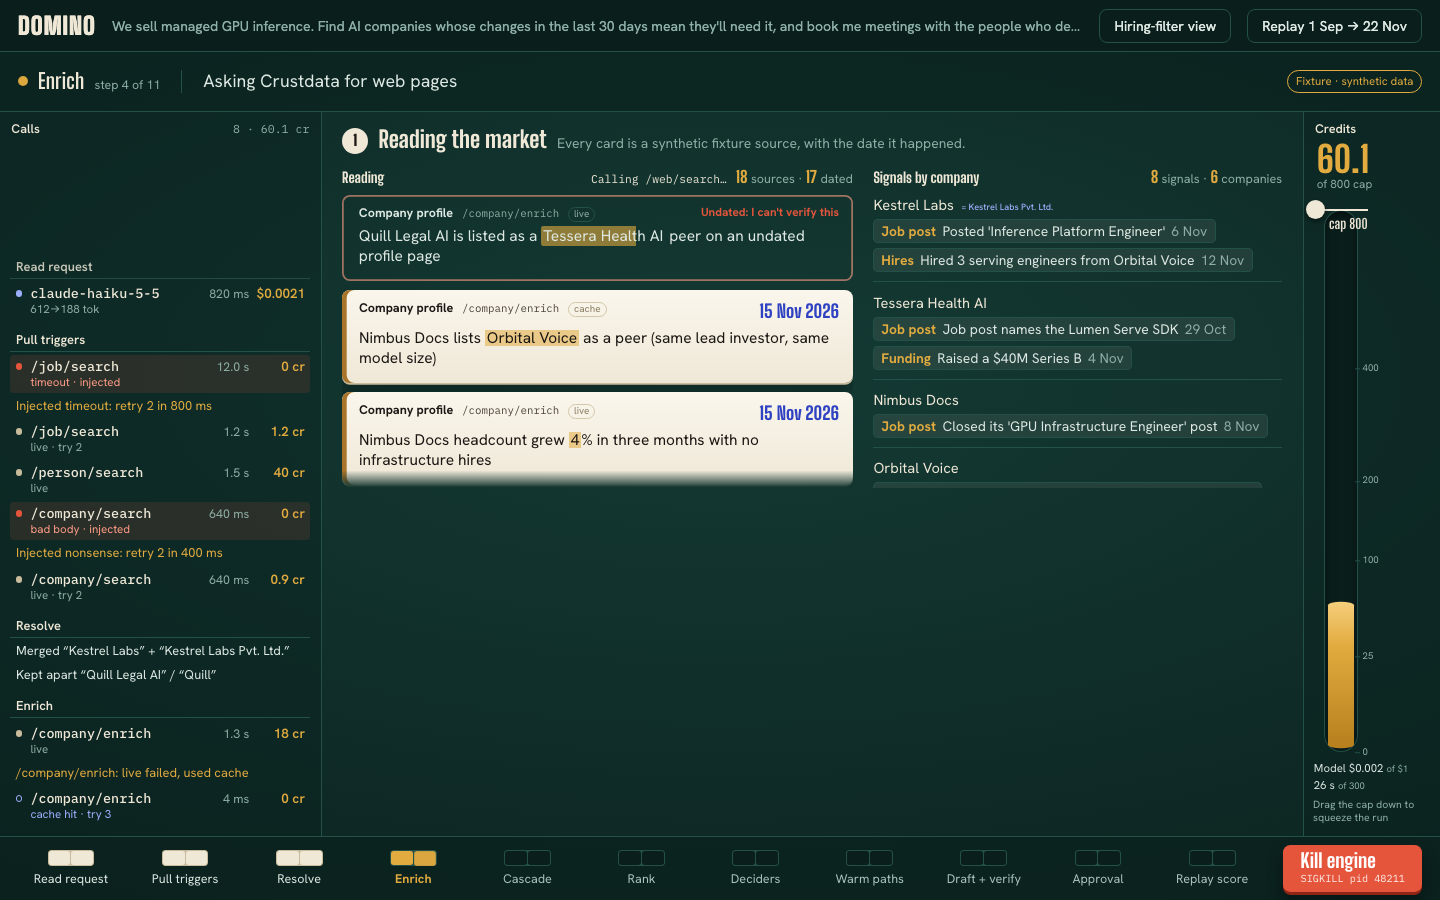 DOMINO
We sell managed GPU inference. Find AI companies whose changes in the last 30 days mean they'll need it, and book me meetings with the people who de...
Hiring-filter view
Replay 1 Sep → 22 Nov
Enrich step 4 of 11
Asking Crustdata for web pages
Fixture · synthetic data
Calls 8 · 60.1 cr
Read request
claude-haiku-5-5 820 ms $0.0021
612→188 tok
Pull triggers
/job/search 12.0 s 0 cr
timeout · injected
Injected timeout: retry 2 in 800 ms
/job/search 1.2 s 1.2 cr
live · try 2
/person/search 1.5 s 40 cr
live
/company/search 640 ms 0 cr
bad body · injected
Injected nonsense: retry 2 in 400 ms
/company/search 640 ms 0.9 cr
live · try 2
Resolve
Merged “Kestrel Labs” + “Kestrel Labs Pvt. Ltd.”
Kept apart “Quill Legal AI” / “Quill”
Enrich
/company/enrich 1.3 s 18 cr
live
/company/enrich: live failed, used cache
/company/enrich 4 ms 0 cr
cache hit · try 3
1 Reading the market Every card is a synthetic fixture source, with the date it happened.
Reading Calling /web/search… 18 sources · 17 dated
Company profile /company/enrich live Undated: I can't verify this
Quill Legal AI is listed as a Tessera Health AI peer on an undated
profile page
Company profile /company/enrich cache 15 Nov 2026
Nimbus Docs lists Orbital Voice as a peer (same lead investor, same
model size)
Company profile /company/enrich live 15 Nov 2026
Nimbus Docs headcount grew 4% in three months with no
infrastructure hires
Signals by company 8 signals · 6 companies
Kestrel Labs = Kestrel Labs Pvt. Ltd.
Job post Posted 'Inference Platform Engineer' 6 Nov
Hires Hired 3 serving engineers from Orbital Voice 12 Nov
Tessera Health AI
Job post Job post names the Lumen Serve SDK 29 Oct
Funding Raised a $40M Series B 4 Nov
Nimbus Docs
Job post Closed its 'GPU Infrastructure Engineer' post 8 Nov
Orbital Voice
Credits
60.1
of 800 cap
cap 800
400
200
100
25
0
Model $0.002 of $1
26 s of 300
Drag the cap down to
squeeze the run
Read request
Pull triggers
Resolve
Enrich
Cascade
Rank
Deciders
Warm paths
Draft + verify
Approval
Replay score
Kill engine
SIGKILL pid 48211